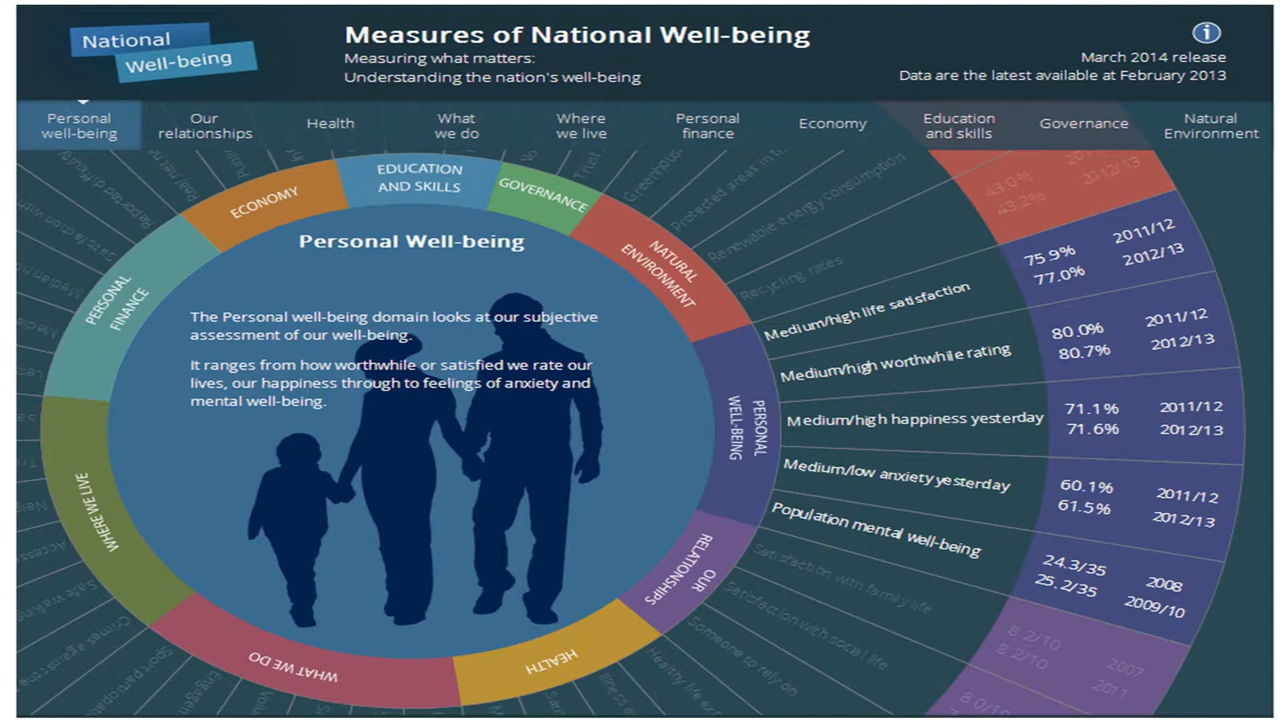 National
Well-being
Measures of National Well-being
Measuring what matters:
Understanding the nation's well-being
March 2014 release
Data are the latest available at February 2013
Personal
well-being
Our
relationships
Health
What
we do
Where
we live
Personal
finance
Economy
Education
and skills
Governance
Natural
Environment
ECONOMY
EDUCATION
AND SKILLS
GOVERNANCE
NATURAL
ENVIRONMENT
PERSONAL
WELL-BEING
OUR
RELATIONSHIPS
HEALTH
WHAT WE DO
WHERE WE LIVE
PERSONAL
FINANCE
Personal Well-being
The Personal well-being domain looks at our subjective
assessment of our well-being.
It ranges from how worthwhile or satisfied we rate our
lives, our happiness through to feelings of anxiety and
mental well-being.
Protected areas in
Renewable energy consumption
Recycling rates
43.0%
43.2% 2012/13
Medium/high life satisfaction
75.9% 2011/12
77.0% 2012/13
Medium/high worthwhile rating
80.0% 2011/12
80.7% 2012/13
Medium/high happiness yesterday
71.1% 2011/12
71.6% 2012/13
Medium/low anxiety yesterday
60.1% 2011/12
61.5% 2012/13
Population mental well-being
24.3/35 2008
25.2/35 2009/10
Satisfaction with family life
8.2/10 2007
8.2/10 2011
Satisfaction with social life
8.0/10
Someone to rely on
Healthy life